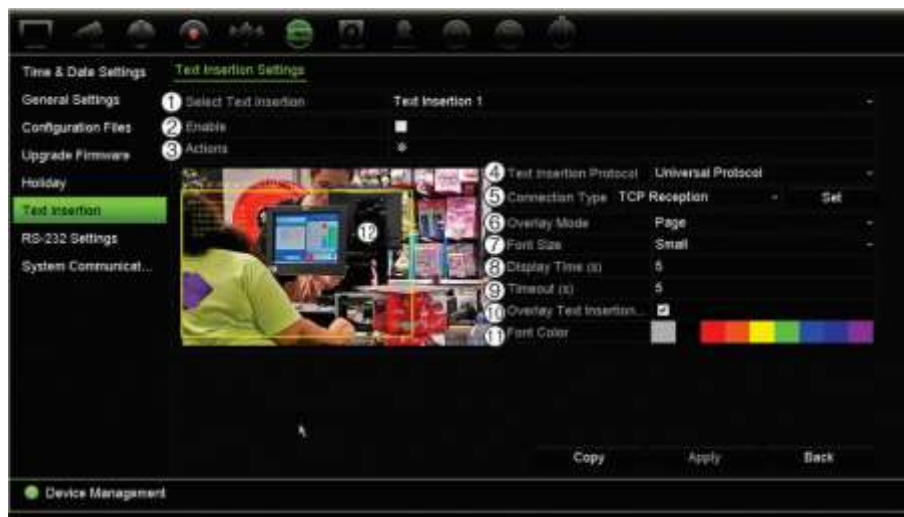 Time & Date Settings
Text Insertion Settings
General Settings
1 Select Text Insertion Text Insertion 1
Configuration Files
2 Enable
Upgrade Firmware
3 Actions
Holiday
4 Text Insertion Protocol Universal Protocol
Text Insertion
5 Connection Type TCP Reception Set
RS-232 Settings
6 Overlay Mode Page
System Communicat...
7 Font Size Small
8 Display Time (s) 5
9 Timeout (s) 5
10 Overlay Text Insertion...
11 Font Color
12
Copy Apply Back
Device Management